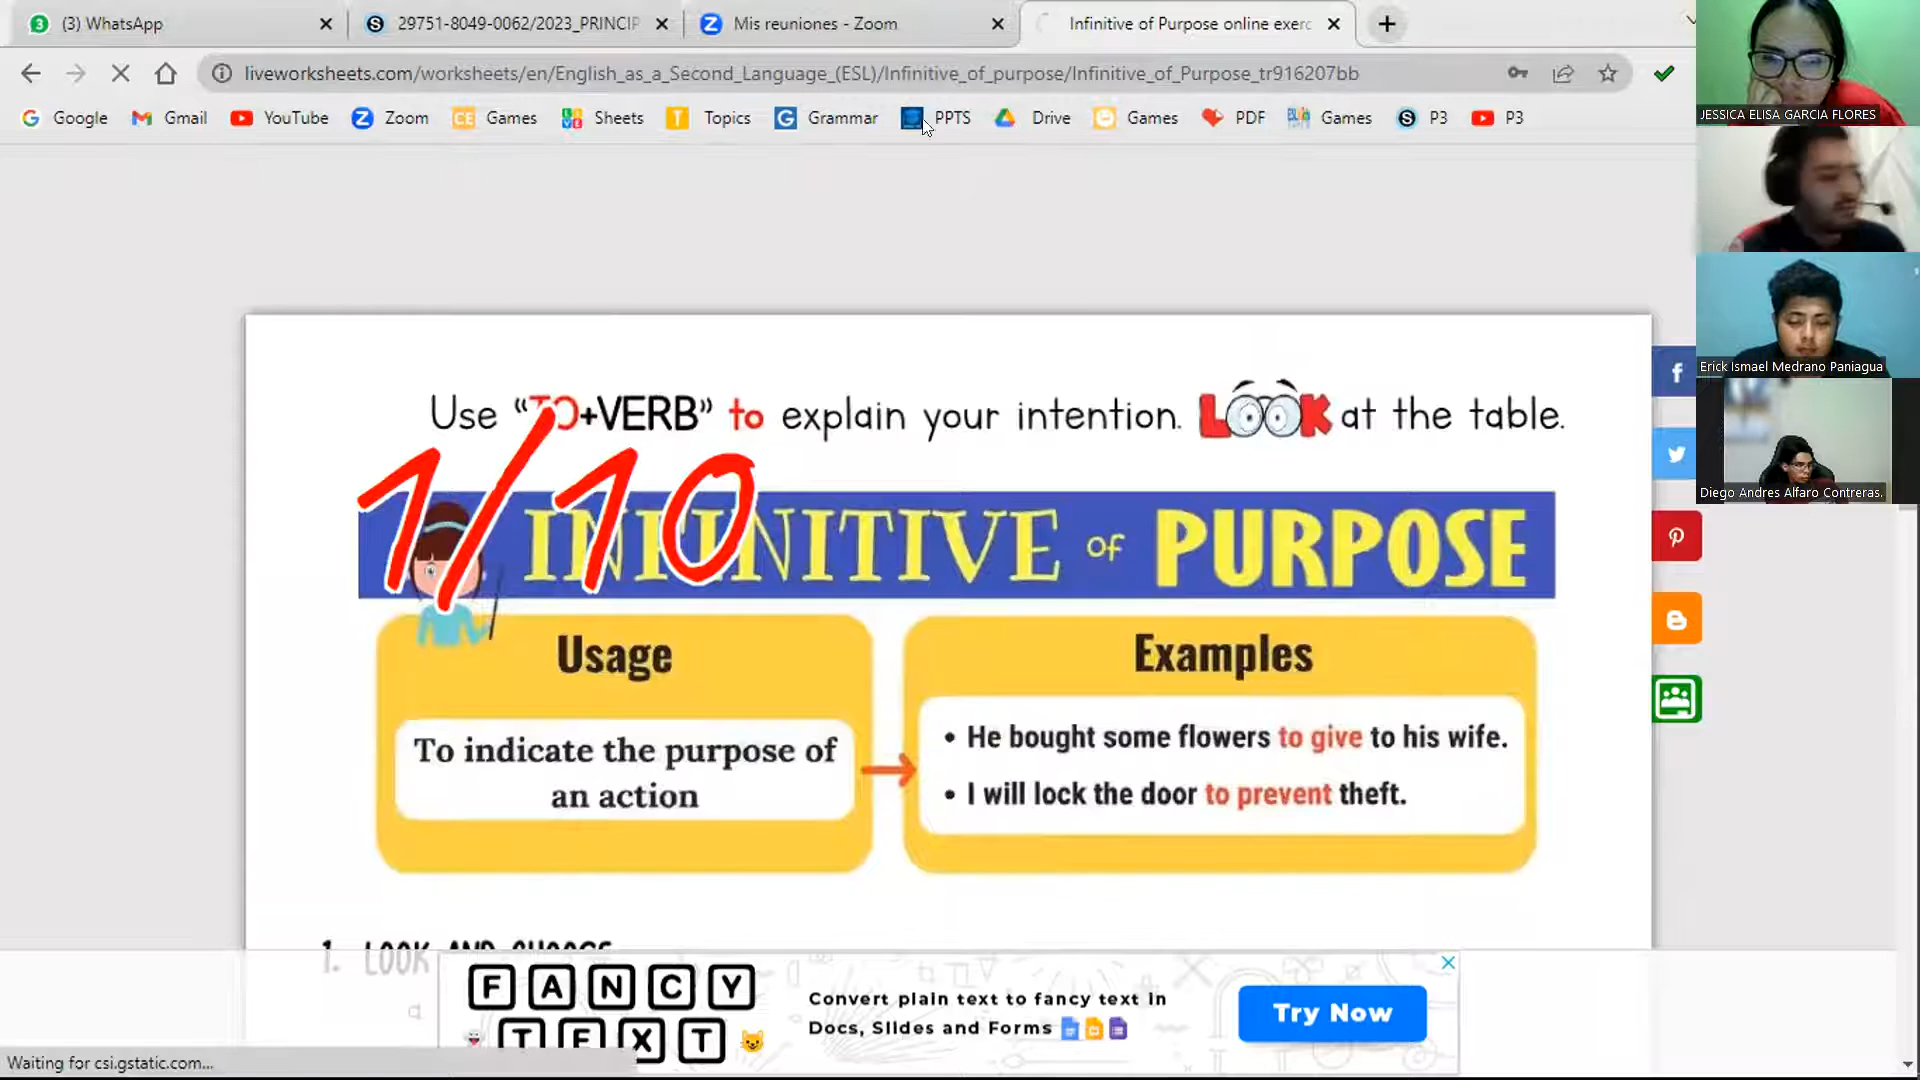 (3) WhatsApp
29751-8049-0062/2023_PRINCIP
Mis reuniones - Zoom
Infinitive of Purpose online exerc
liveworksheets.com/worksheets/en/English_as_a_Second_Language_(ESL)/Infinitive_of_purpose/Infinitive_of_Purpose_tr916207bb
Google Gmail YouTube Zoom Games Sheets Topics Grammar PPTS Drive Games PDF Games P3 P3
JESSICA ELISA GARCIA FLORES
Erick Ismael Medrano Paniagua
Diego Andres Alfaro Contreras.
Use “TO+VERB” to explain your intention. LOOK at the table.
1/10
INFINITIVE of PURPOSE
Usage
To indicate the purpose of
an action
Examples
• He bought some flowers to give to his wife.
• I will lock the door to prevent theft.
1. LOOK AND CHOOSE
FANCY
TEXT
Convert plain text to fancy text in
Docs, Slides and Forms
Try Now
Waiting for csi.gstatic.com...